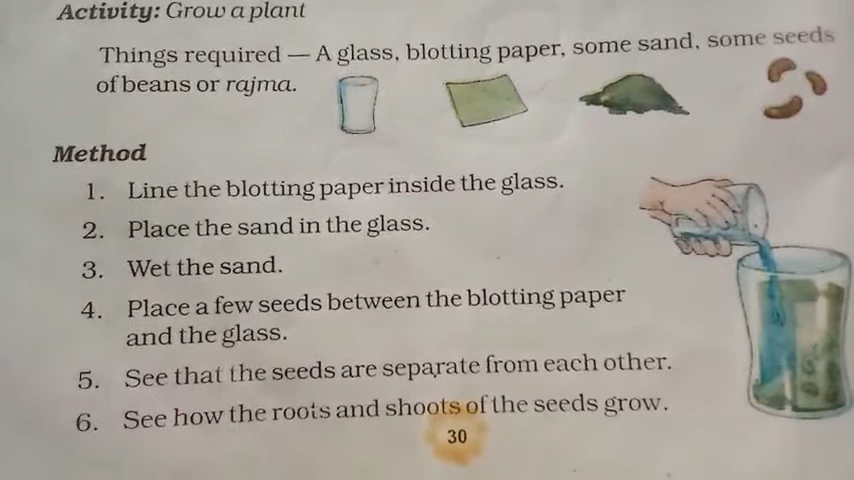 Activity: Grow a plant
Things required — A glass, blotting paper, some sand, some seeds
of beans or rajma.
Method
1. Line the blotting paper inside the glass.
2. Place the sand in the glass.
3. Wet the sand.
4. Place a few seeds between the blotting paper
and the glass.
5. See that the seeds are separate from each other.
6. See how the roots and shoots of the seeds grow.
30